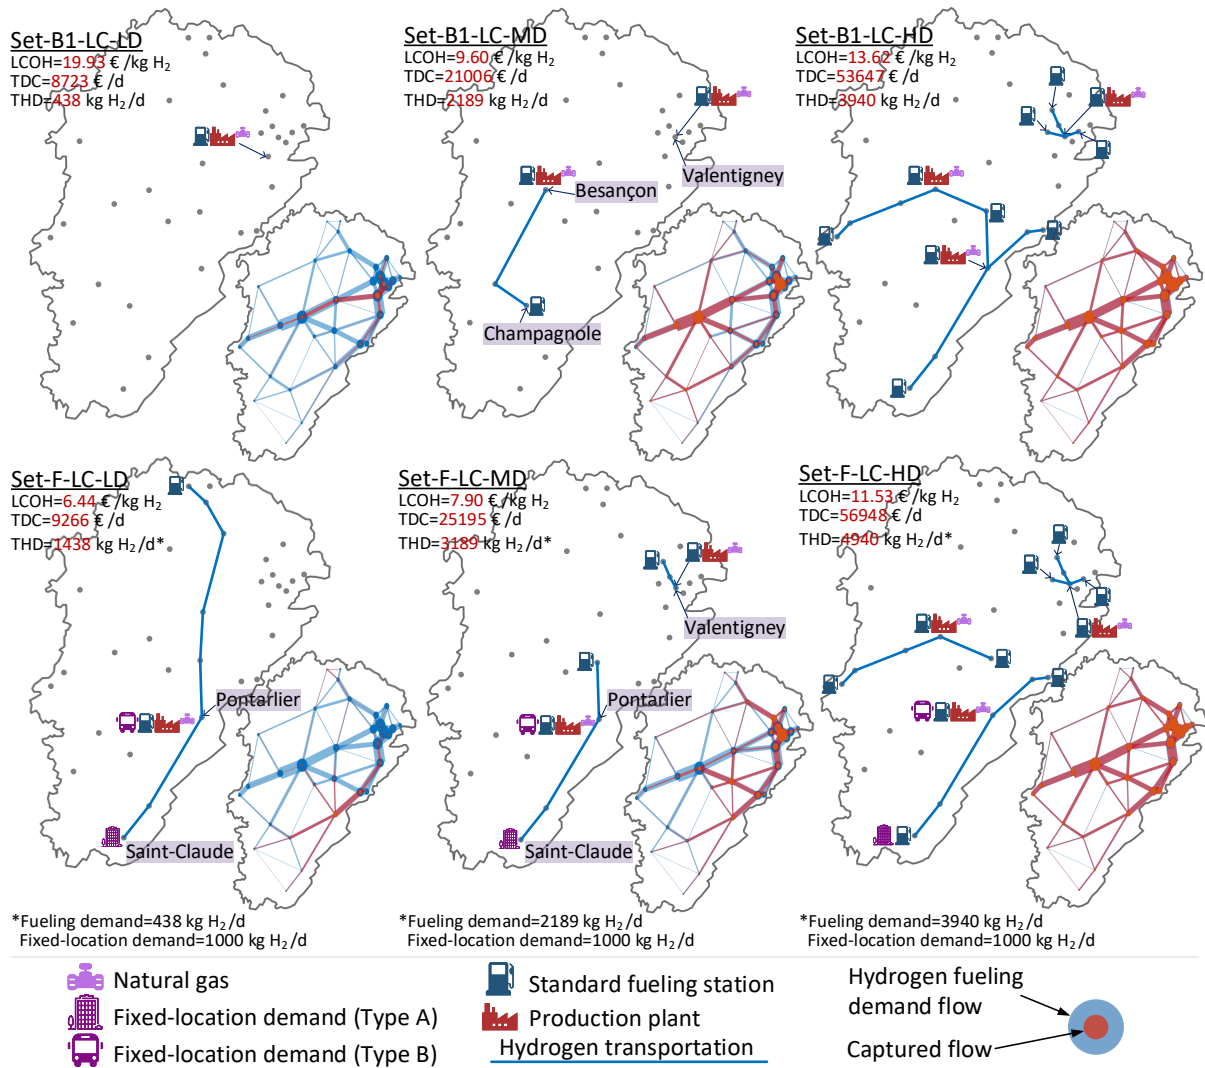 Set-B1-LC-LD
LCOH=19.93 €/kg H2
TDC=8723 €/d
THD=438 kg H2/d
Set-B1-LC-MD
LCOH=9.60 €/kg H2
TDC=21006 €/d
THD=2189 kg H2/d
Valentigney
Besançon
Champagnole
Set-B1-LC-HD
LCOH=13.62 €/kg H2
TDC=53647 €/d
THD=3940 kg H2/d
Set-F-LC-LD
LCOH=6.44 €/kg H2
TDC=9266 €/d
THD=1438 kg H2/d*
Pontarlier
Saint-Claude
*Fueling demand=438 kg H2/d
Fixed-location demand=1000 kg H2/d
Set-F-LC-MD
LCOH=7.90 €/kg H2
TDC=25195 €/d
THD=3189 kg H2/d*
Valentigney
Pontarlier
Saint-Claude
*Fueling demand=2189 kg H2/d
Fixed-location demand=1000 kg H2/d
Set-F-LC-HD
LCOH=11.53 €/kg H2
TDC=56948 €/d
THD=4940 kg H2/d*
*Fueling demand=3940 kg H2/d
Fixed-location demand=1000 kg H2/d
Natural gas
Fixed-location demand (Type A)
Fixed-location demand (Type B)
Standard fueling station
Production plant
Hydrogen transportation
Hydrogen fueling
demand flow
Captured flow